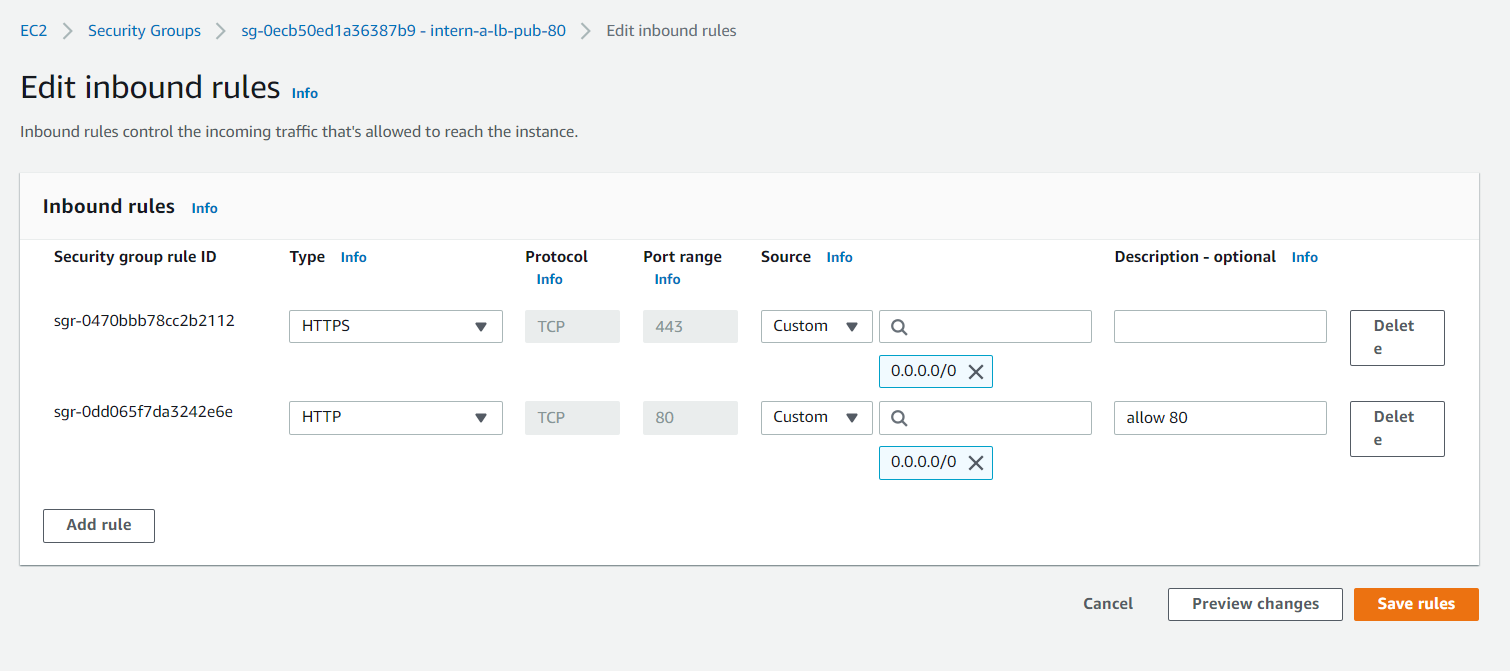 EC2 Security Groups sg-0ecb50ed1a36387b9 - intern-a-lb-pub-80 Edit inbound rules
Edit inbound rules Info
Inbound rules control the incoming traffic that's allowed to reach the instance.
Inbound rules Info
Security group rule ID Type Info Protocol Port range Source Info Description - optional Info
Info Info
sgr-0470bbb78cc2b2112 HTTPS TCP 443 Custom Delet
e
0.0.0.0/0
sgr-0dd065f7da3242e6e HTTP TCP 80 Custom allow 80 Delet
e
0.0.0.0/0
Add rule
Cancel Preview changes Save rules